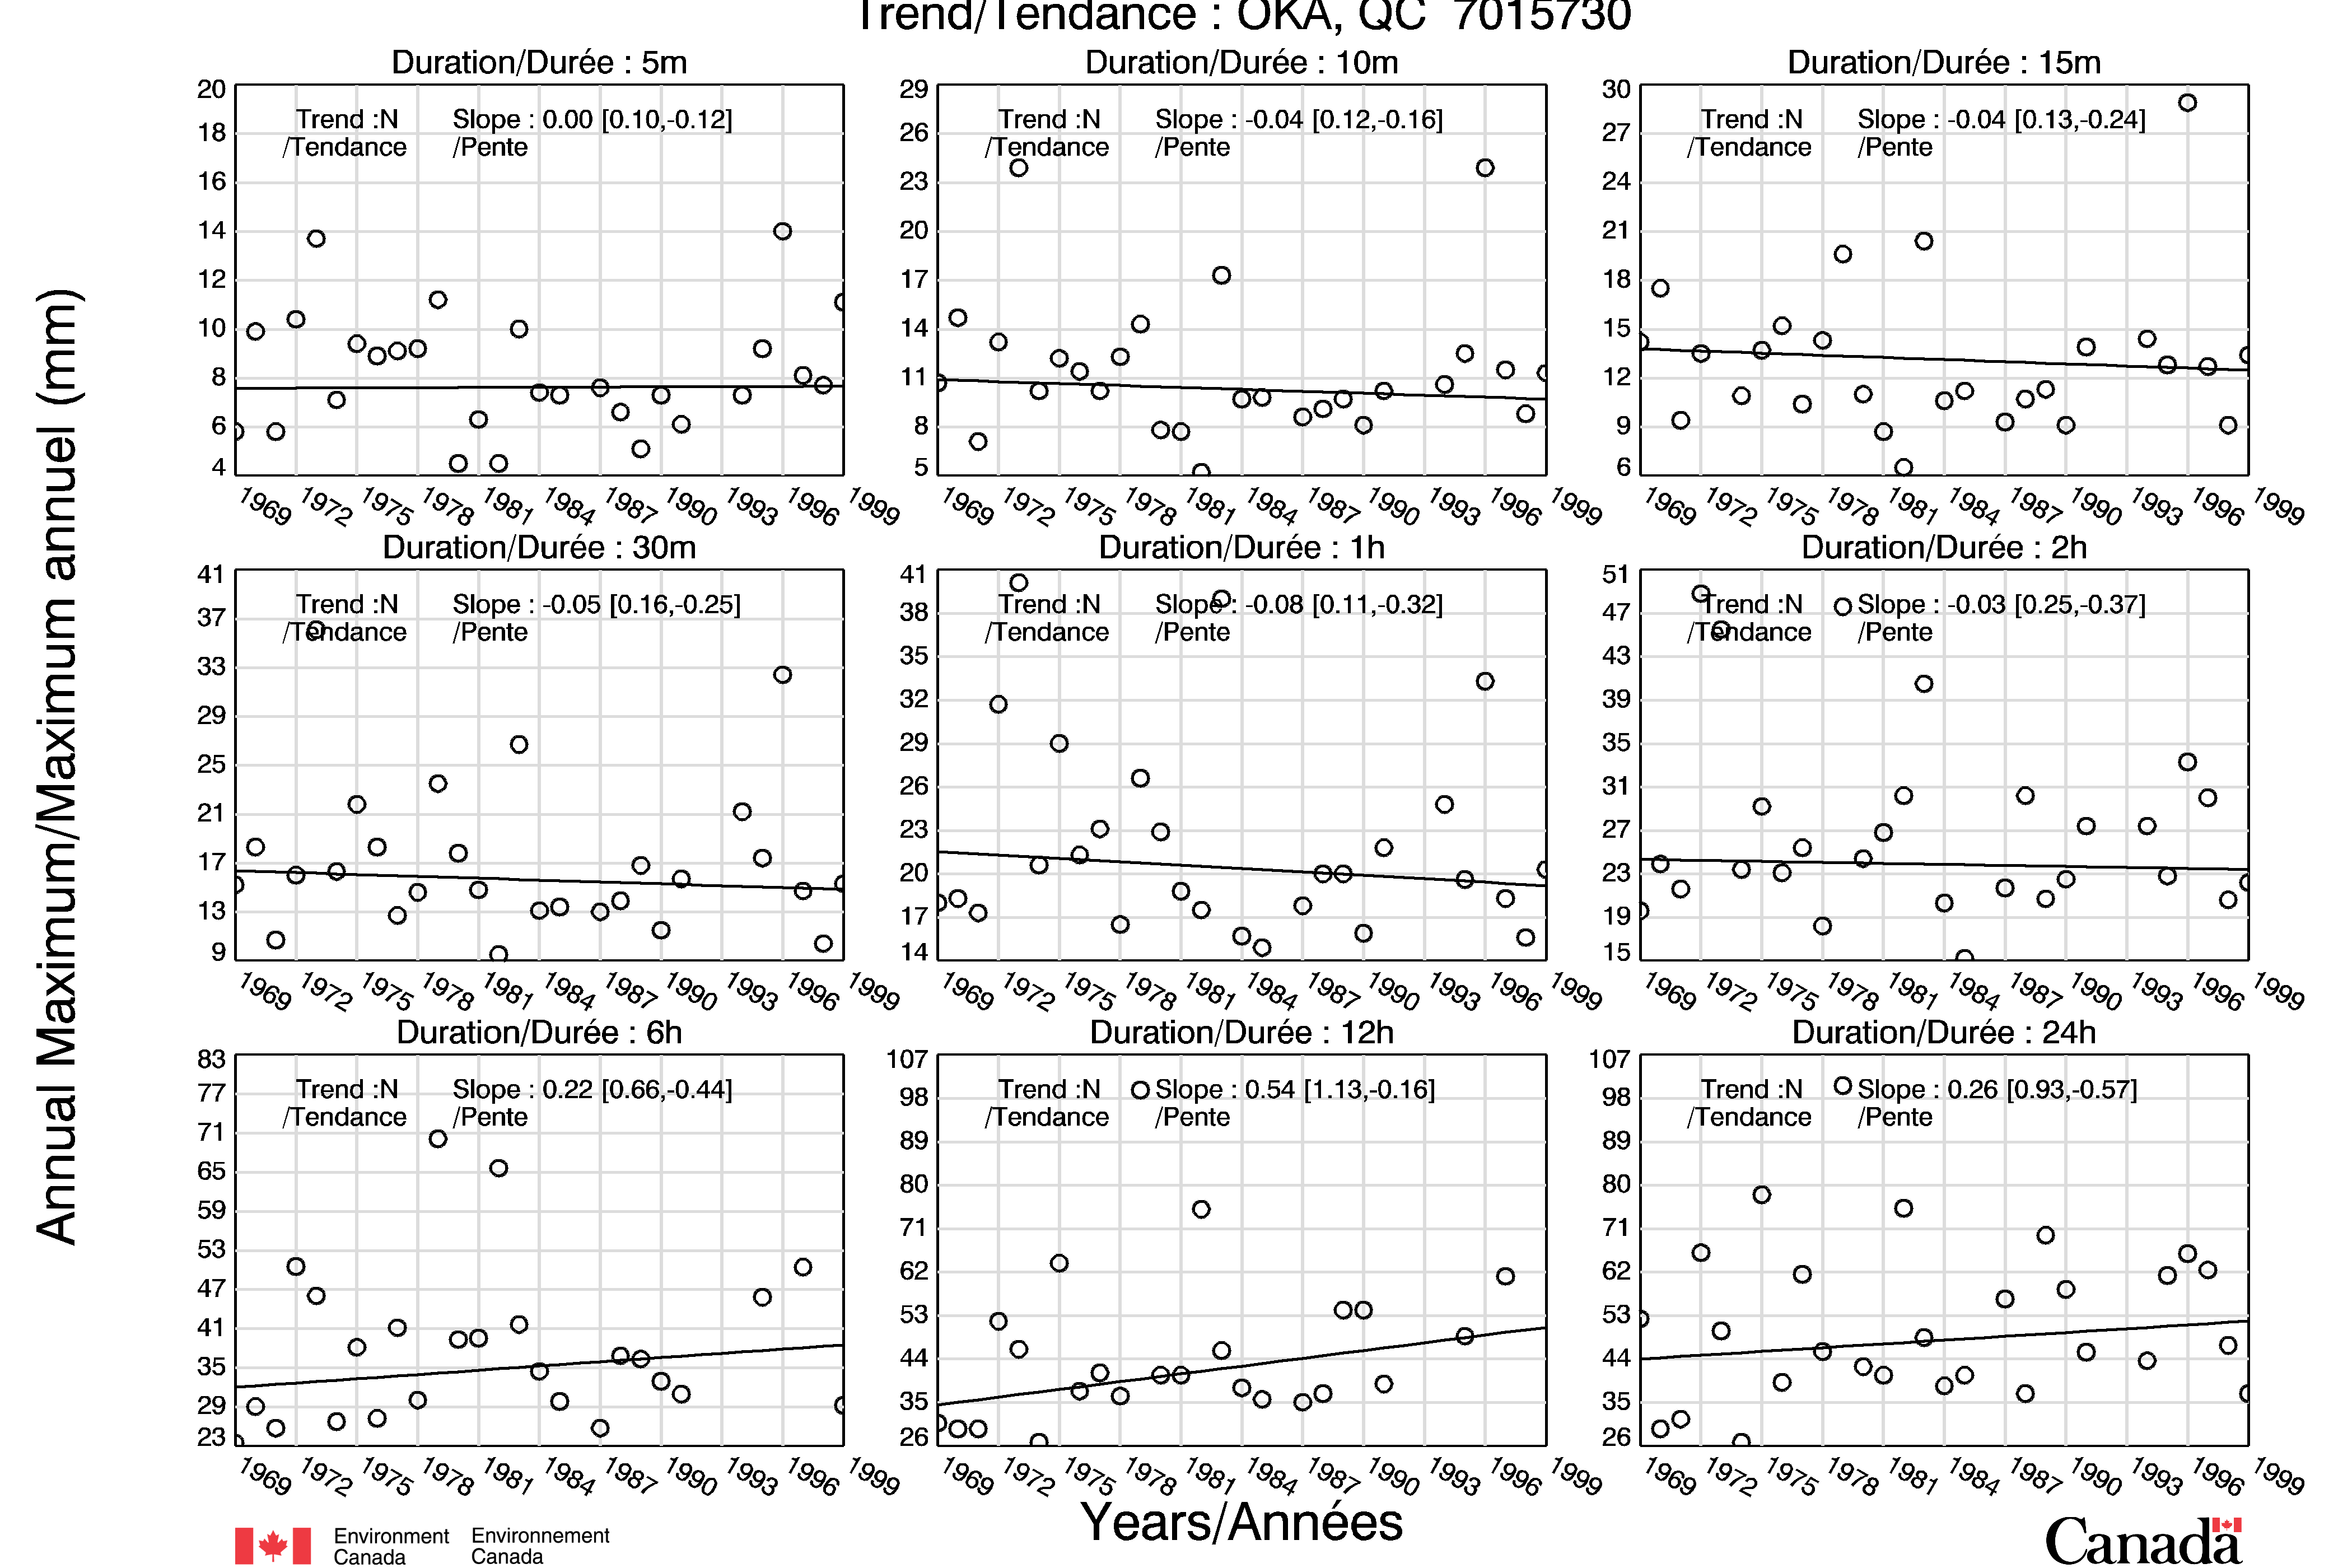 Trend/Tendance : OKA, QC 7015730
Annual Maximum/Maximum annuel (mm)
Duration/Durée : 5m
Trend :N Slope : 0.00 [0.10,-0.12]
/Tendance /Pente
20
18
16
14
12
10
8
6
4
1969 1972 1975 1978 1981 1984 1987 1990 1993 1996 1999
Duration/Durée : 10m
Trend :N Slope : -0.04 [0.12,-0.16]
/Tendance /Pente
29
26
23
20
17
14
11
8
5
1969 1972 1975 1978 1981 1984 1987 1990 1993 1996 1999
Duration/Durée : 15m
Trend :N Slope : -0.04 [0.13,-0.24]
/Tendance /Pente
30
27
24
21
18
15
12
9
6
1969 1972 1975 1978 1981 1984 1987 1990 1993 1996 1999
Duration/Durée : 30m
Trend :N Slope : -0.05 [0.16,-0.25]
/Tendance /Pente
41
37
33
29
25
21
17
13
9
1969 1972 1975 1978 1981 1984 1987 1990 1993 1996 1999
Duration/Durée : 1h
Trend :N Slope : -0.08 [0.11,-0.32]
/Tendance /Pente
41
38
35
32
29
26
23
20
17
14
1969 1972 1975 1978 1981 1984 1987 1990 1993 1996 1999
Duration/Durée : 2h
Trend :N Slope : -0.03 [0.25,-0.37]
/Tendance /Pente
51
47
43
39
35
31
27
23
19
15
1969 1972 1975 1978 1981 1984 1987 1990 1993 1996 1999
Duration/Durée : 6h
Trend :N Slope : 0.22 [0.66,-0.44]
/Tendance /Pente
83
77
71
65
59
53
47
41
35
29
23
1969 1972 1975 1978 1981 1984 1987 1990 1993 1996 1999
Duration/Durée : 12h
Trend :N Slope : 0.54 [1.13,-0.16]
/Tendance /Pente
107
98
89
80
71
62
53
44
35
26
1969 1972 1975 1978 1981 1984 1987 1990 1993 1996 1999
Duration/Durée : 24h
Trend :N Slope : 0.26 [0.93,-0.57]
/Tendance /Pente
107
98
89
80
71
62
53
44
35
26
1969 1972 1975 1978 1981 1984 1987 1990 1993 1996 1999
Years/Années
Environment Environnement
Canada Canada
Canada